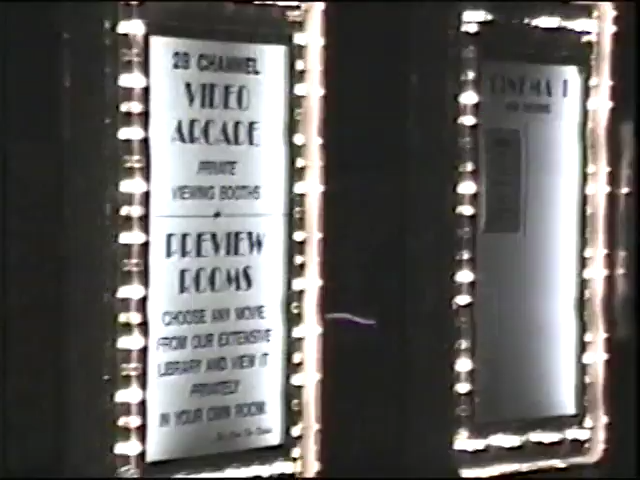 28 CHANNEL
VIDEO
ARCADE
PRIVATE
VIEWING BOOTHS
PREVIEW
ROOMS
CHOOSE ANY MOVIE
FROM OUR EXTENSIVE
LIBRARY AND VIEW IT
PRIVATELY
IN YOUR OWN ROOM
CINEMA 1